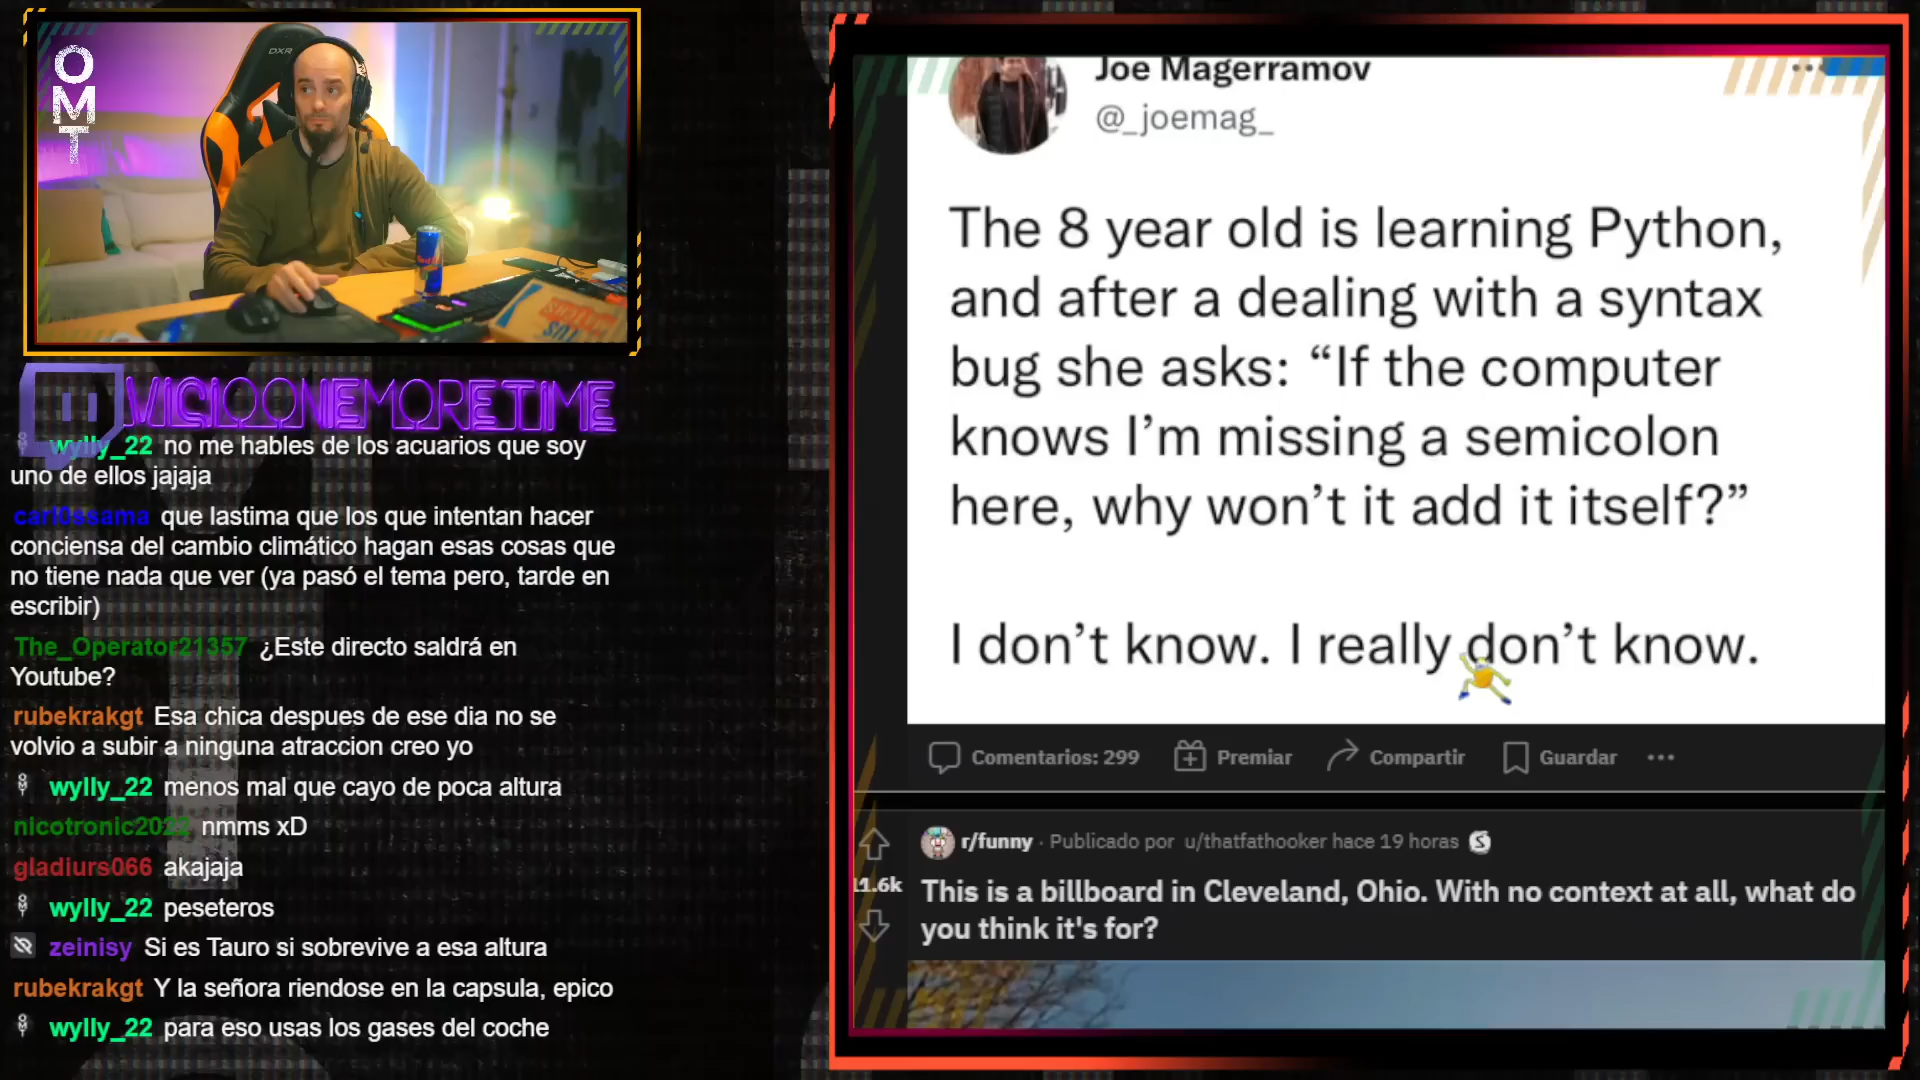 OMT
DXR
VICIOONEMORETIME
wylly_22 no me hables de los acuarios que soy
uno de ellos jajaja
carl0ssama que lastima que los que intentan hacer
conciensa del cambio climático hagan esas cosas que
no tiene nada que ver (ya pasó el tema pero, tarde en
escribir)
The_Operator21357 ¿Este directo saldrá en
Youtube?
rubekrakgt Esa chica despues de ese dia no se
volvio a subir a ninguna atraccion creo yo
wylly_22 menos mal que cayo de poca altura
nicotronic2022 nmms xD
gladiurs066 akajaja
wylly_22 peseteros
zeinisy Si es Tauro si sobrevive a esa altura
rubekrakgt Y la señora riendose en la capsula, epico
wylly_22 para eso usas los gases del coche
Joe Magerramov
@_joemag_
The 8 year old is learning Python,
and after a dealing with a syntax
bug she asks: “If the computer
knows I’m missing a semicolon
here, why won’t it add it itself?”
I don’t know. I really don’t know.
Comentarios: 299 Premiar Compartir Guardar
r/funny · Publicado por u/thatfathooker hace 19 horas
11.6k
This is a billboard in Cleveland, Ohio. With no context at all, what do
you think it's for?